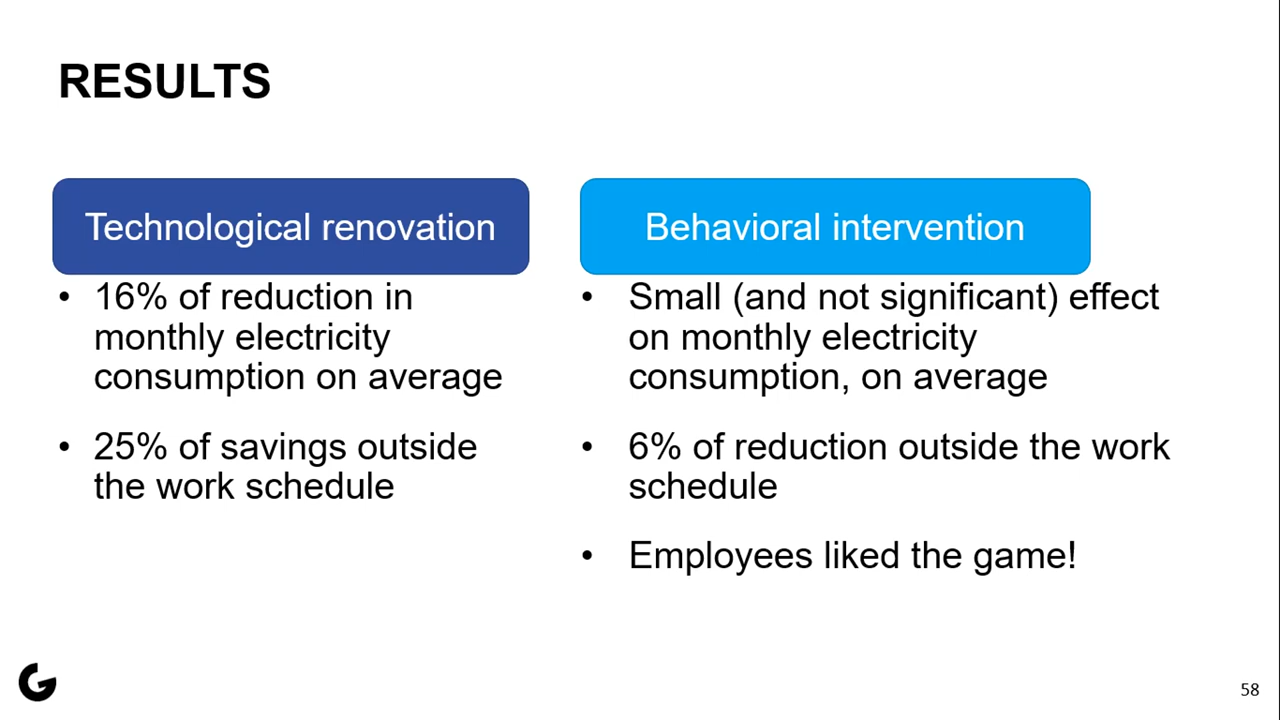 RESULTS
Technological renovation
• 16% of reduction in
monthly electricity
consumption on average
• 25% of savings outside
the work schedule
Behavioral intervention
• Small (and not significant) effect
on monthly electricity
consumption, on average
• 6% of reduction outside the work
schedule
• Employees liked the game!
58